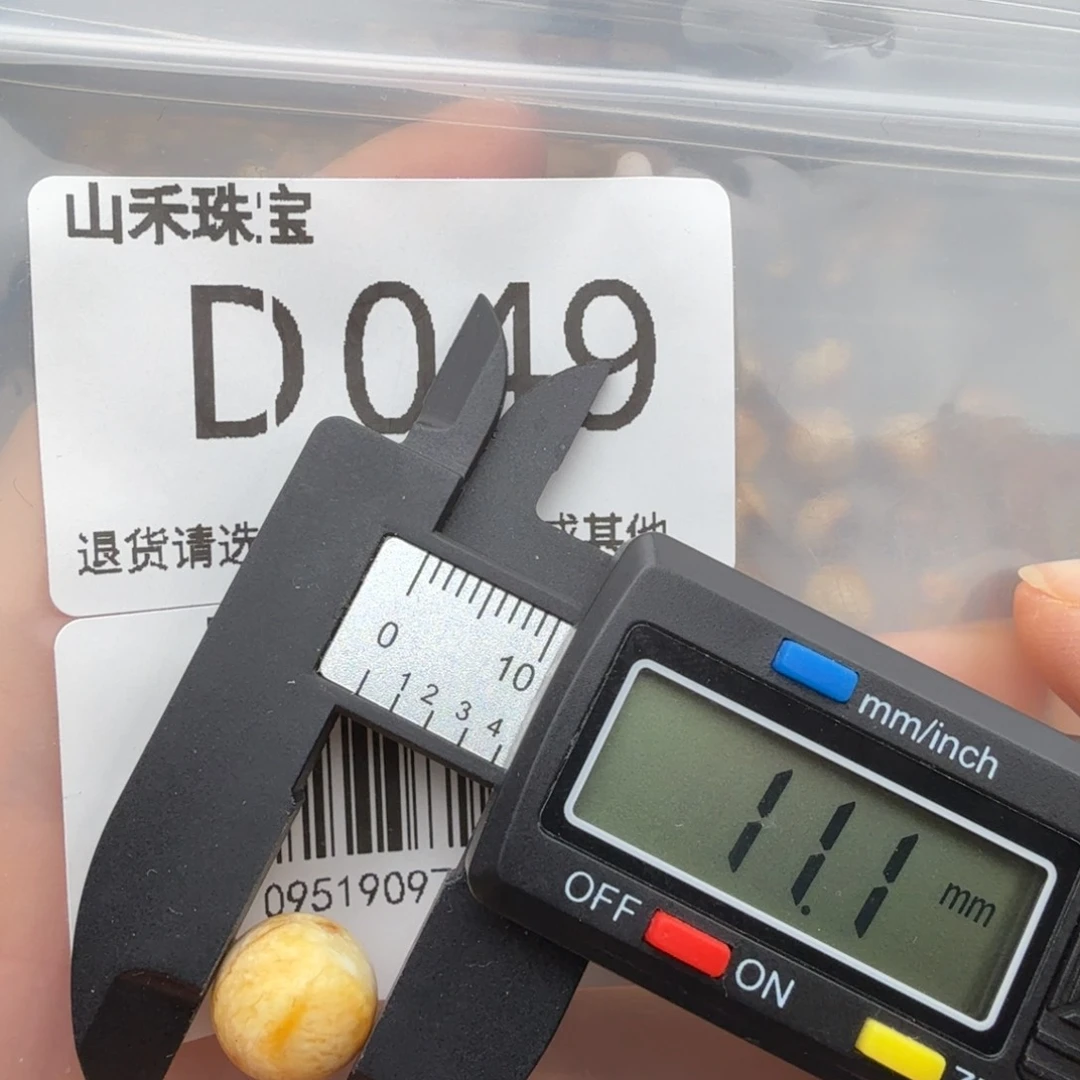 山禾珠宝
D049
退货请选 或其他
0 10
1 2 3 4
mm/inch
11.1 mm
0951909
OFF
ON